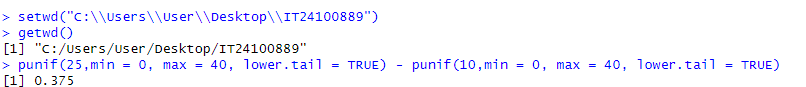 > setwd("C:\\Users\\User\\Desktop\\IT24100889")
> getwd()
[1] "C:/Users/User/Desktop/IT24100889"
> punif(25,min = 0, max = 40, lower.tail = TRUE) - punif(10,min = 0, max = 40, lower.tail = TRUE)
[1] 0.375